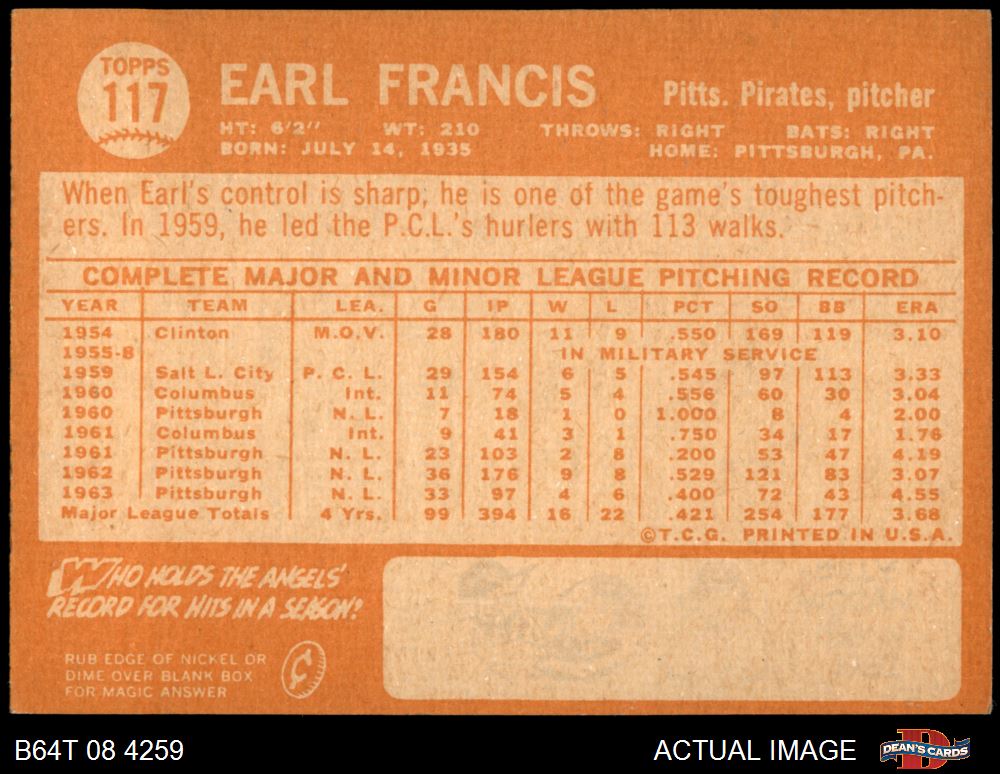 TOPPS
117
EARL FRANCIS
Pitts. Pirates, pitcher
HT: 6'2" WT: 210 THROWS: RIGHT BATS: RIGHT
BORN: JULY 14, 1935 HOME: PITTSBURGH, PA.
When Earl's control is sharp, he is one of the game's toughest pitch-
ers. In 1959, he led the P.C.L.'s hurlers with 113 walks.
COMPLETE MAJOR AND MINOR LEAGUE PITCHING RECORD
YEAR TEAM LEA. G IP W L PCT SO BB ERA
1954 Clinton M.O.V. 28 180 11 9 .550 169 119 3.10
1955-8 IN MILITARY SERVICE
1959 Salt L. City P. C. L. 29 154 6 5 .545 97 113 3.33
1960 Columbus Int. 11 74 5 4 .556 60 30 3.04
1960 Pittsburgh N. L. 7 18 1 0 1.000 8 4 2.00
1961 Columbus Int. 9 41 3 1 .750 34 17 1.76
1961 Pittsburgh N. L. 23 103 2 8 .200 53 47 4.19
1962 Pittsburgh N. L. 36 176 9 8 .529 121 83 3.07
1963 Pittsburgh N. L. 33 97 4 6 .400 72 43 4.55
Major League Totals 4 Yrs. 99 394 16 22 .421 254 177 3.68
©T.C.G. PRINTED IN U.S.A.
WHO HOLDS THE ANGELS'
RECORD FOR HITS IN A SEASON?
RUB EDGE OF NICKEL OR
DIME OVER BLANK BOX
FOR MAGIC ANSWER
¢
B64T 08 4259 ACTUAL IMAGE
DEAN'S CARDS